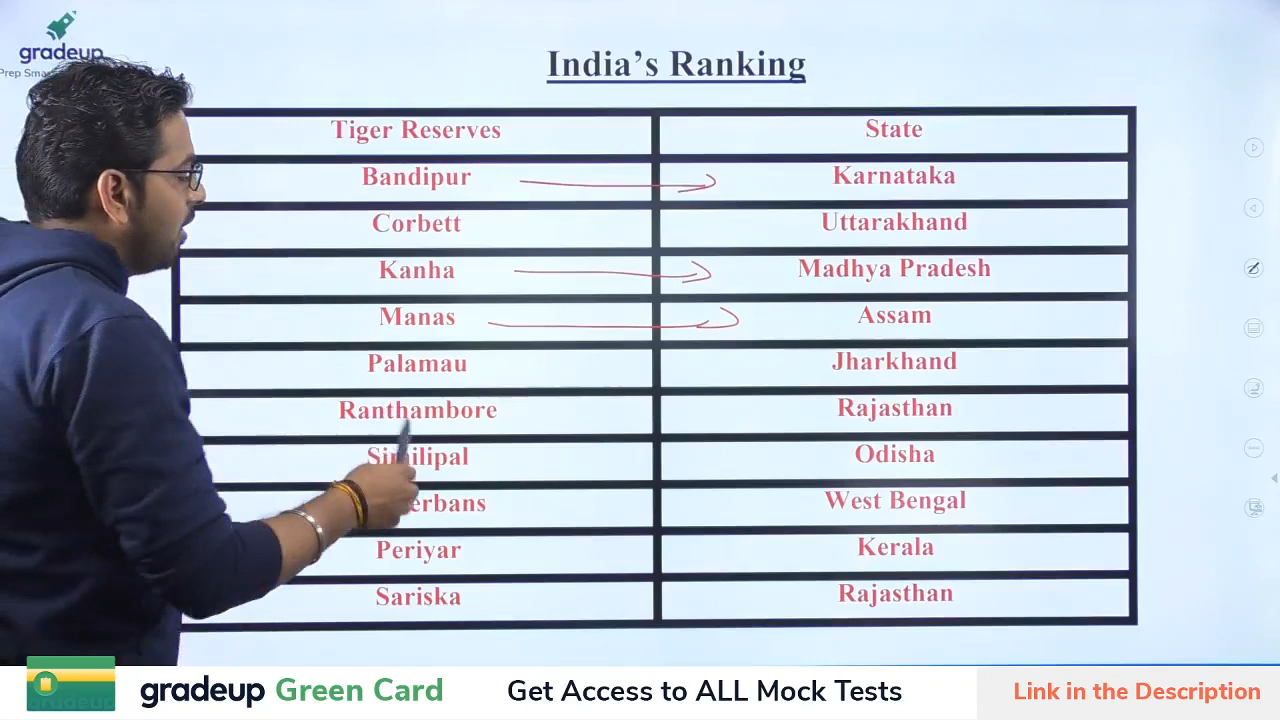 gradeup
India's Ranking
Tiger Reserves State
Bandipur Karnataka
Corbett Uttarakhand
Kanha Madhya Pradesh
Manas Assam
Palamau Jharkhand
Ranthambore Rajasthan
Odisha
West Bengal
Periyar Kerala
Sariska Rajasthan
gradeup Green Card Get Access to ALL Mock Tests Link in the Description